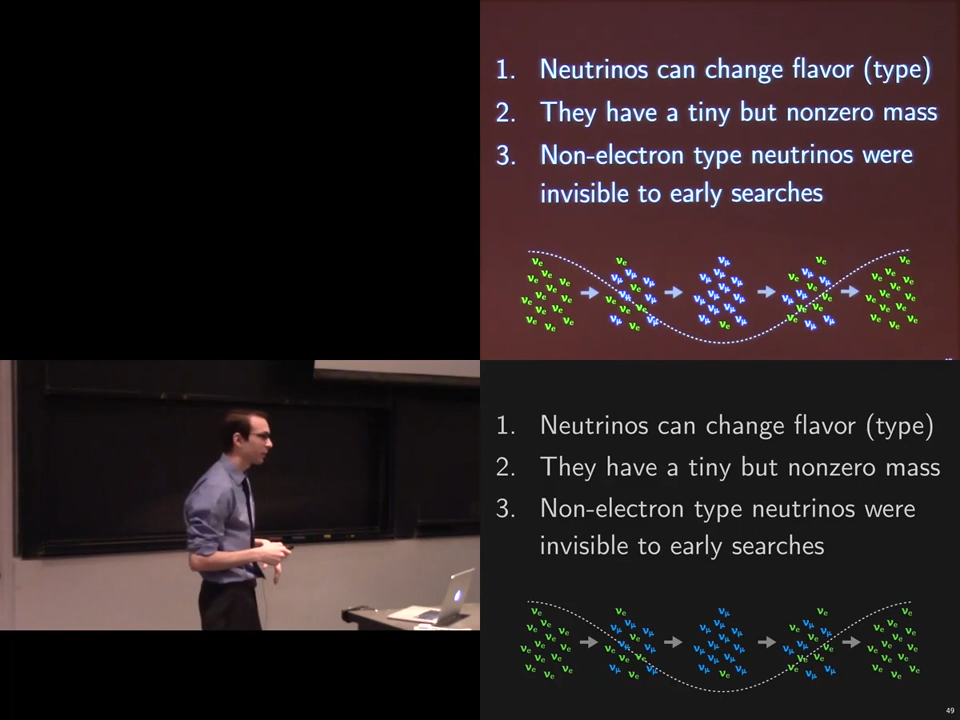 1. Neutrinos can change flavor (type)
2. They have a tiny but nonzero mass
3. Non-electron type neutrinos were
invisible to early searches
1. Neutrinos can change flavor (type)
2. They have a tiny but nonzero mass
3. Non-electron type neutrinos were
invisible to early searches
49